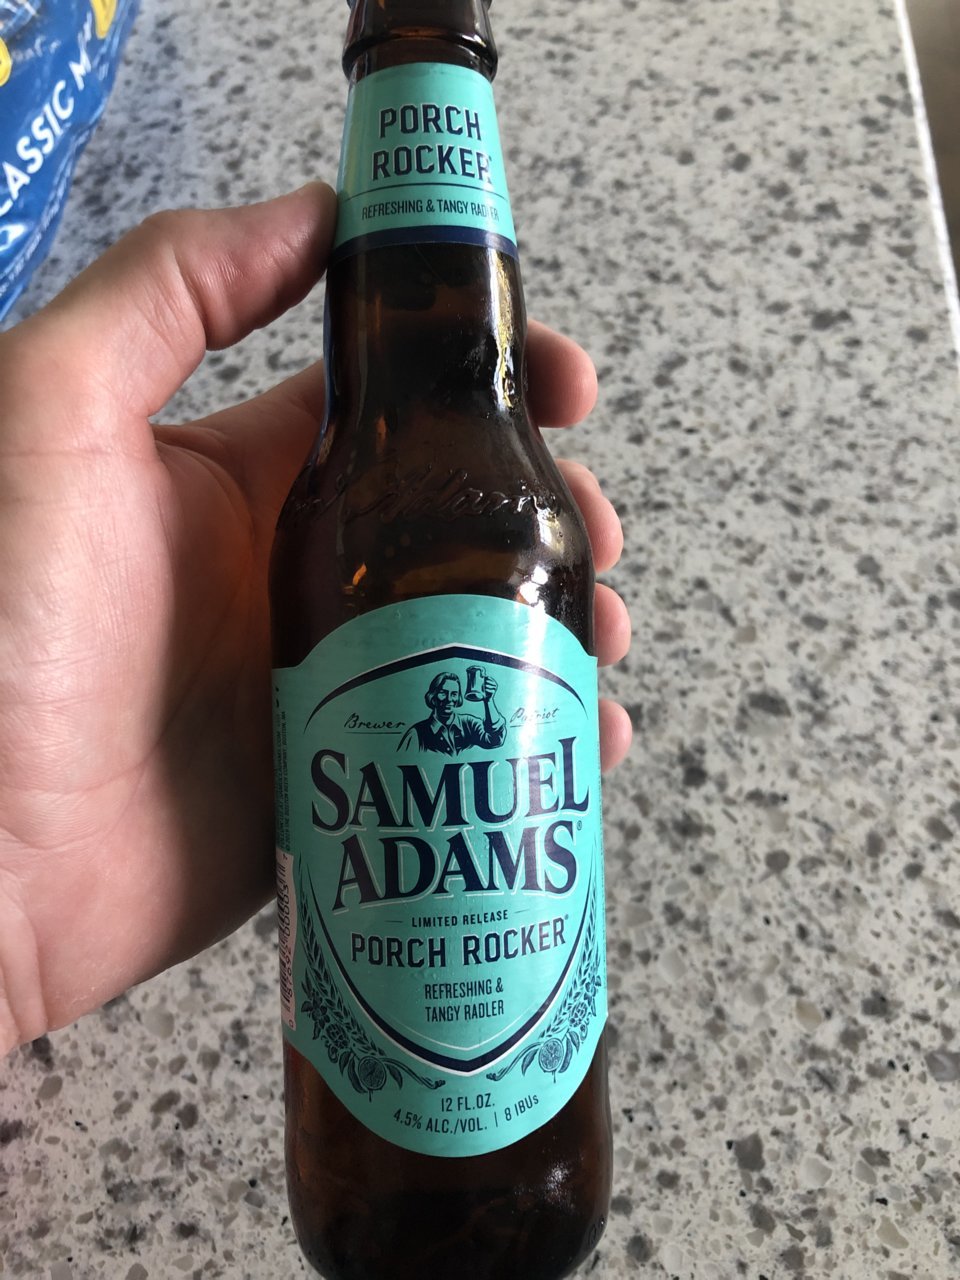 CLASSIC M
PORCH
ROCKER
REFRESHING & TANGY RADLER
Adams
Brewer Patriot
SAMUEL
ADAMS®
LIMITED RELEASE
PORCH ROCKER®
REFRESHING &
TANGY RADLER
12 FL.OZ.
4.5% ALC./VOL. | 8 IBUs